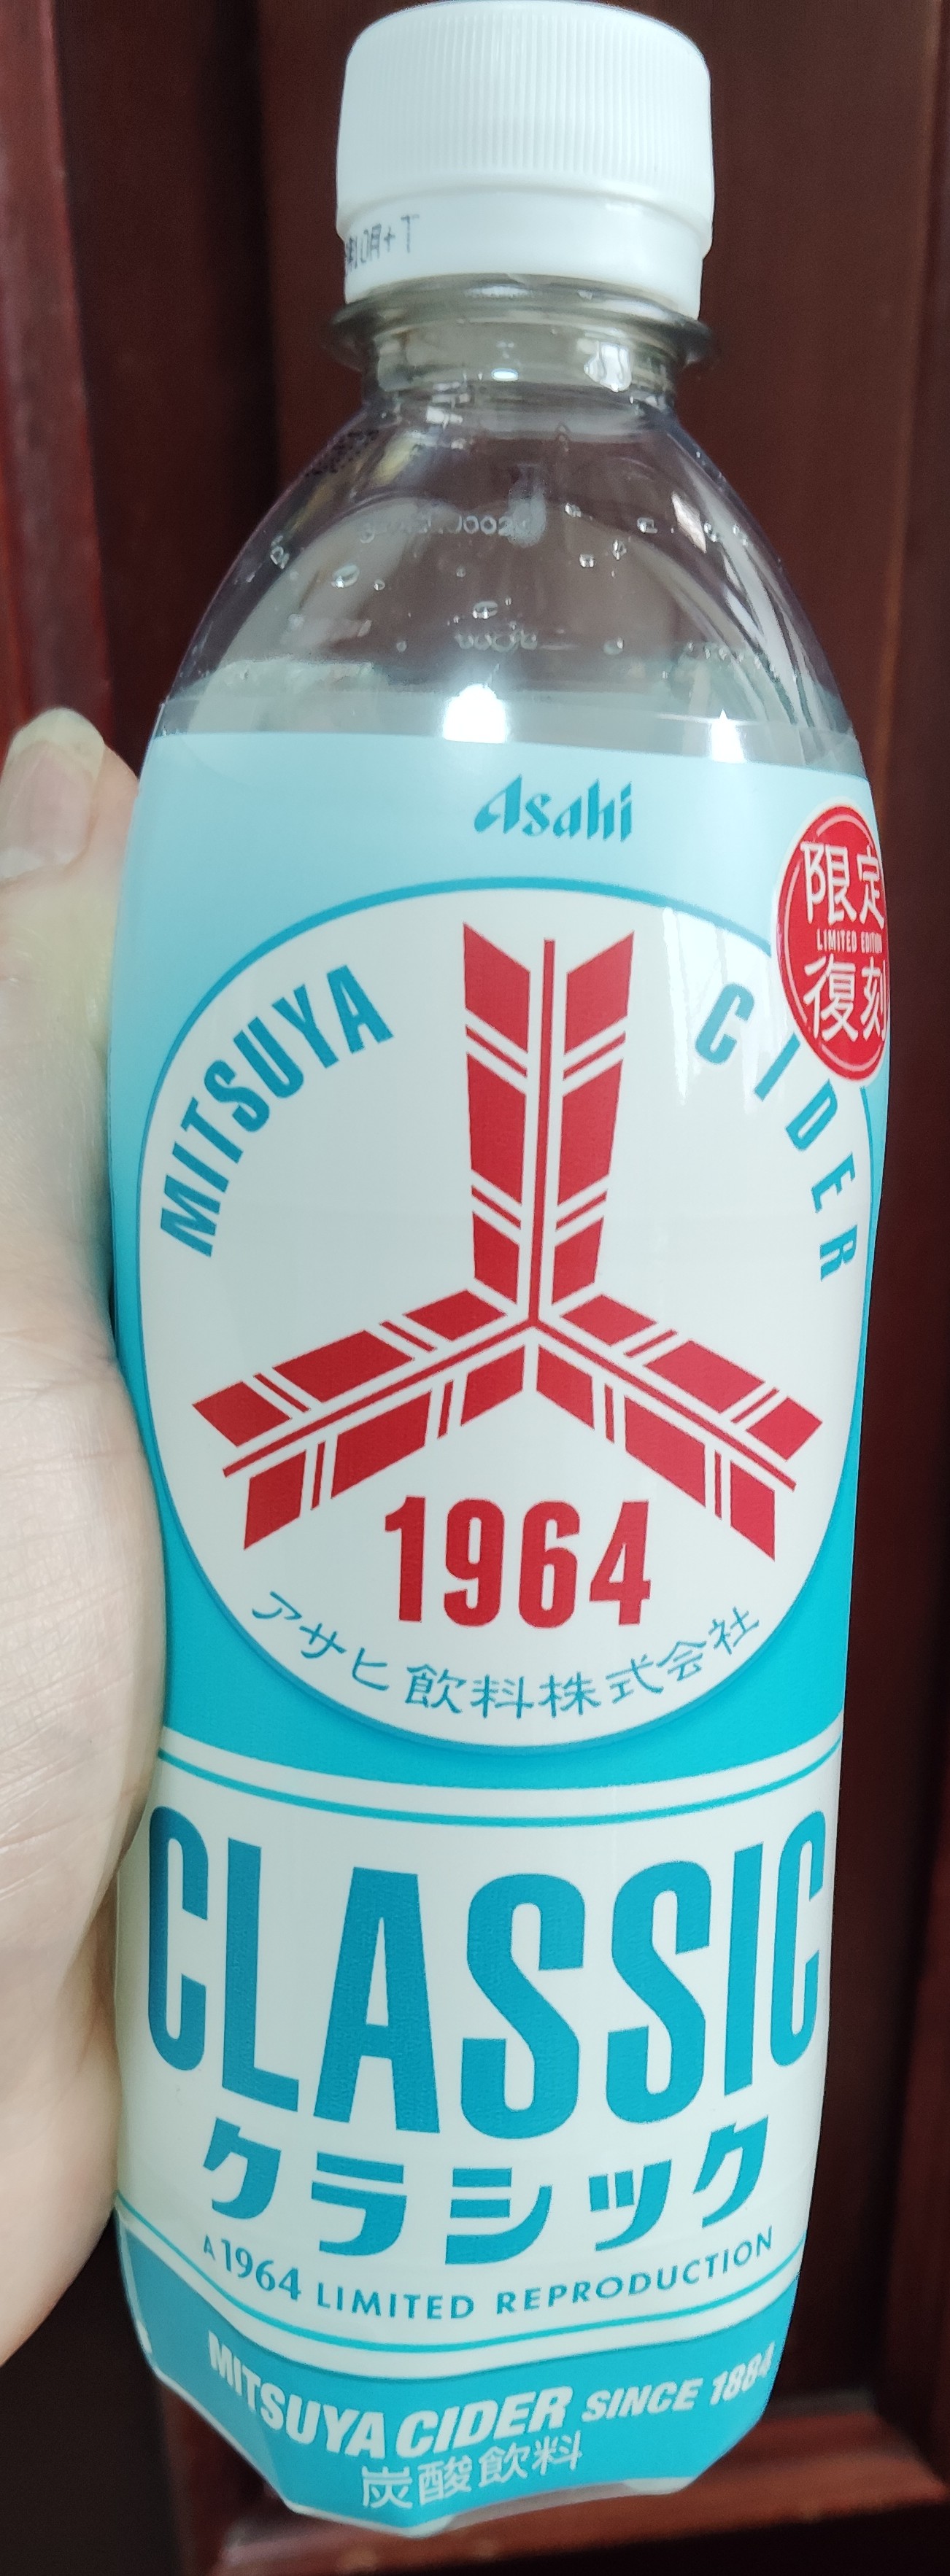 Asahi
限定
LIMITED EDITION
復刻
MITSUYA CIDER
1964
アサヒ飲料株式会社
CLASSIC
クラシック
A 1964 LIMITED REPRODUCTION
MITSUYA CIDER SINCE 1884
炭酸飲料